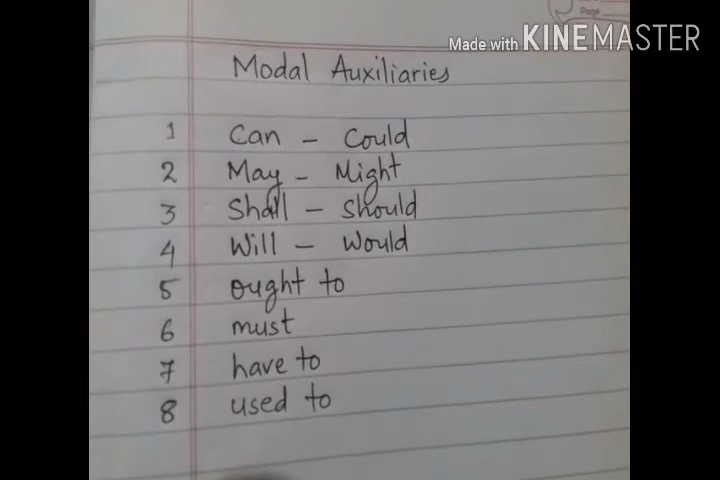 Page
Made with KINEMASTER
Modal Auxiliaries
1 Can - Could
2 May - Might
3 Shall - Should
4 Will - Would
5 ought to
6 must
7 have to
8 used to